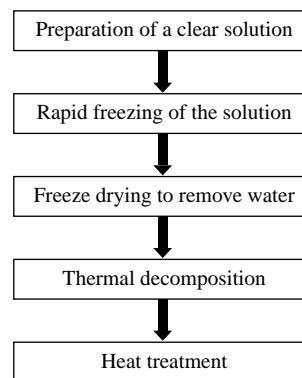 Preparation of a clear solution
Rapid freezing of the solution
Freeze drying to remove water
Thermal decomposition
Heat treatment